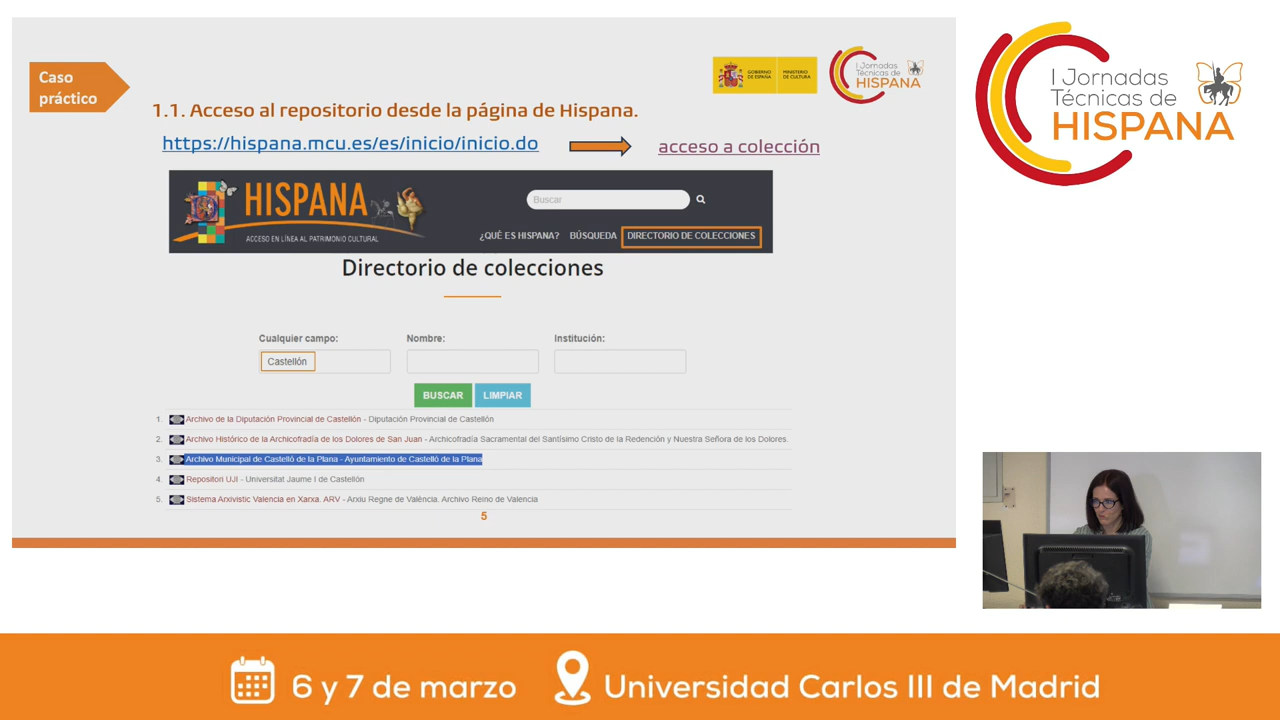 Caso
práctico
GOBIERNO
DE ESPAÑA
MINISTERIO
DE CULTURA
I Jornadas
Técnicas de
HISPANA
I Jornadas
Técnicas de
HISPANA
1.1. Acceso al repositorio desde la página de Hispana.
https://hispana.mcu.es/es/inicio/inicio.do
acceso a colección
HISPANA
ACCESO EN LÍNEA AL PATRIMONIO CULTURAL
Buscar
¿QUÉ ES HISPANA? BÚSQUEDA DIRECTORIO DE COLECCIONES
Directorio de colecciones
Cualquier campo: Nombre: Institución:
Castellón
BUSCAR LIMPIAR
1. Archivo de la Diputación Provincial de Castellón - Diputación Provincial de Castellón
2. Archivo Histórico de la Archicofradía de los Dolores de San Juan - Archicofradía Sacramental del Santísimo Cristo de la Redención y Nuestra Señora de los Dolores.
3. Archivo Municipal de Castelló de la Plana - Ayuntamiento de Castelló de la Plana
4. Repositori UJI - Universitat Jaume I de Castellón
5. Sistema Arxivistic Valencia en Xarxa. ARV - Arxiu Regne de València. Archivo Reino de Valencia
5
6 y 7 de marzo
Universidad Carlos III de Madrid